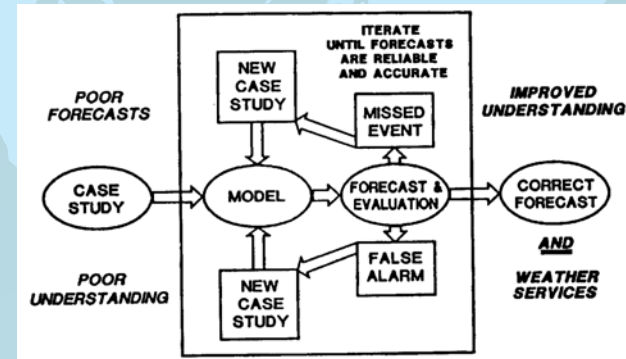 POOR
FORECASTS
CASE
STUDY
POOR
UNDERSTANDING
ITERATE
UNTIL FORECASTS
ARE RELIABLE
AND ACCURATE
NEW
CASE
STUDY
MISSED
EVENT
MODEL
FORECAST &
EVALUATION
NEW
CASE
STUDY
FALSE
ALARM
IMPROVED
UNDERSTANDING
CORRECT
FORECAST
AND
WEATHER
SERVICES